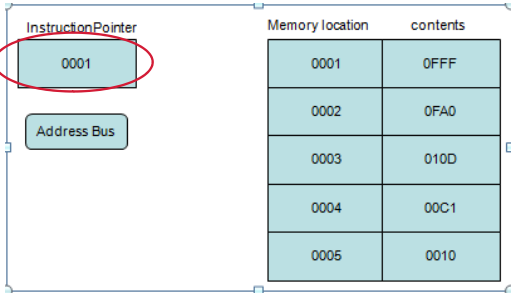 InstructionPointer
0001
Address Bus
Memory location contents
0001 0FFF
0002 0FA0
0003 010D
0004 00C1
0005 0010